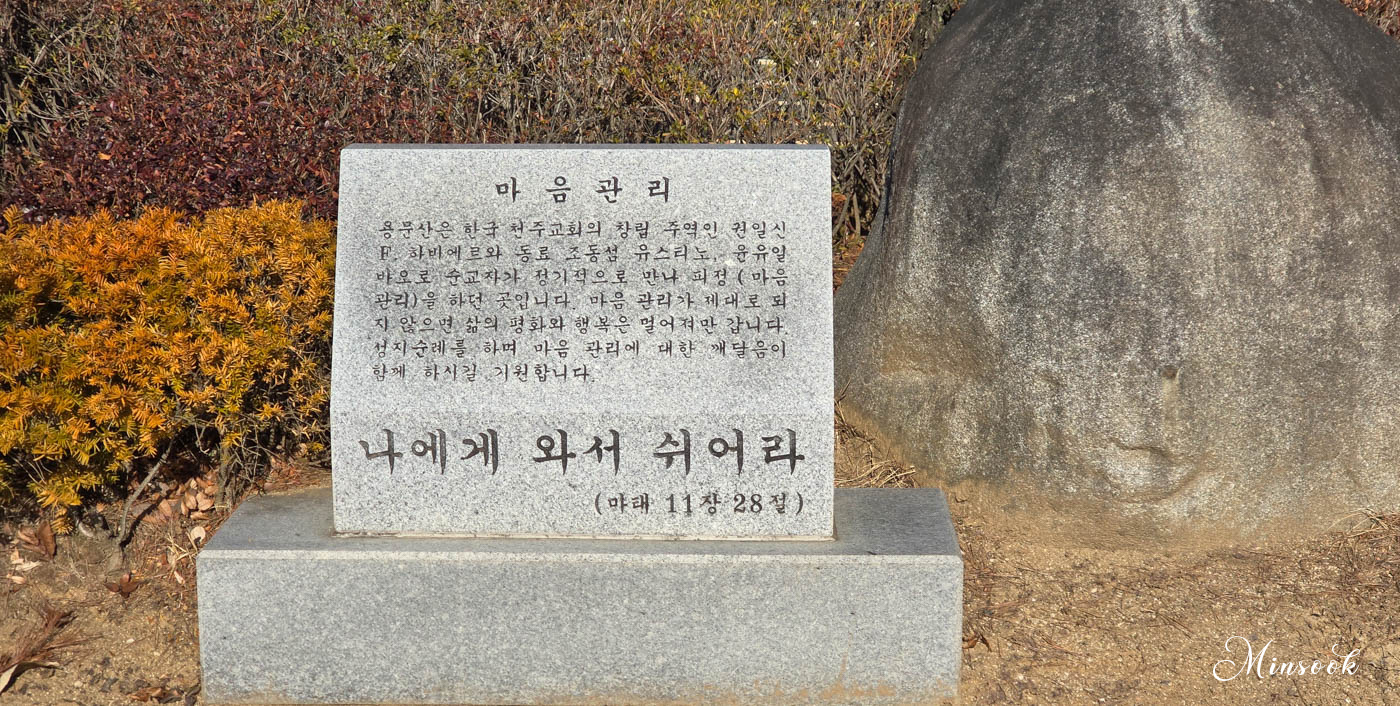 마음관리
용문산은 한국 천주교회의 창립 주역인 권일신
F. 하비에르와 동료 조동섬 유스티노, 윤유일
바오로 순교자가 정기적으로 만나 피정 (마음
관리)을 하던 곳입니다. 마음 관리가 제대로 되
지 않으면 삶의 평화와 행복은 멀어져만 갑니다.
성지순례를 하며 마음 관리에 대한 깨달음이
함께 하시길 기원합니다.
나에게 와서 쉬어라
(마태 11장 28절)
Minsook